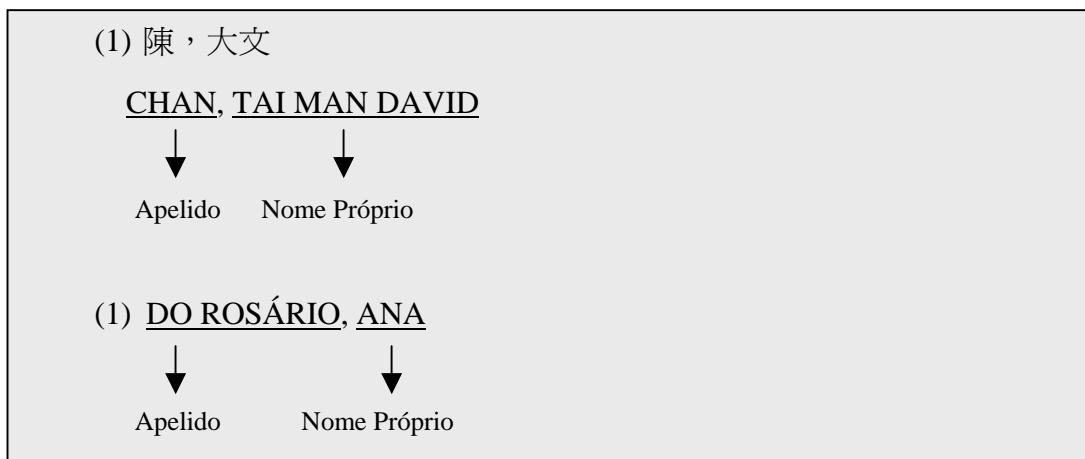 (1) 陳，大文
CHAN, TAI MAN DAVID
Apelido Nome Próprio
(1) DO ROSÁRIO, ANA
Apelido Nome Próprio